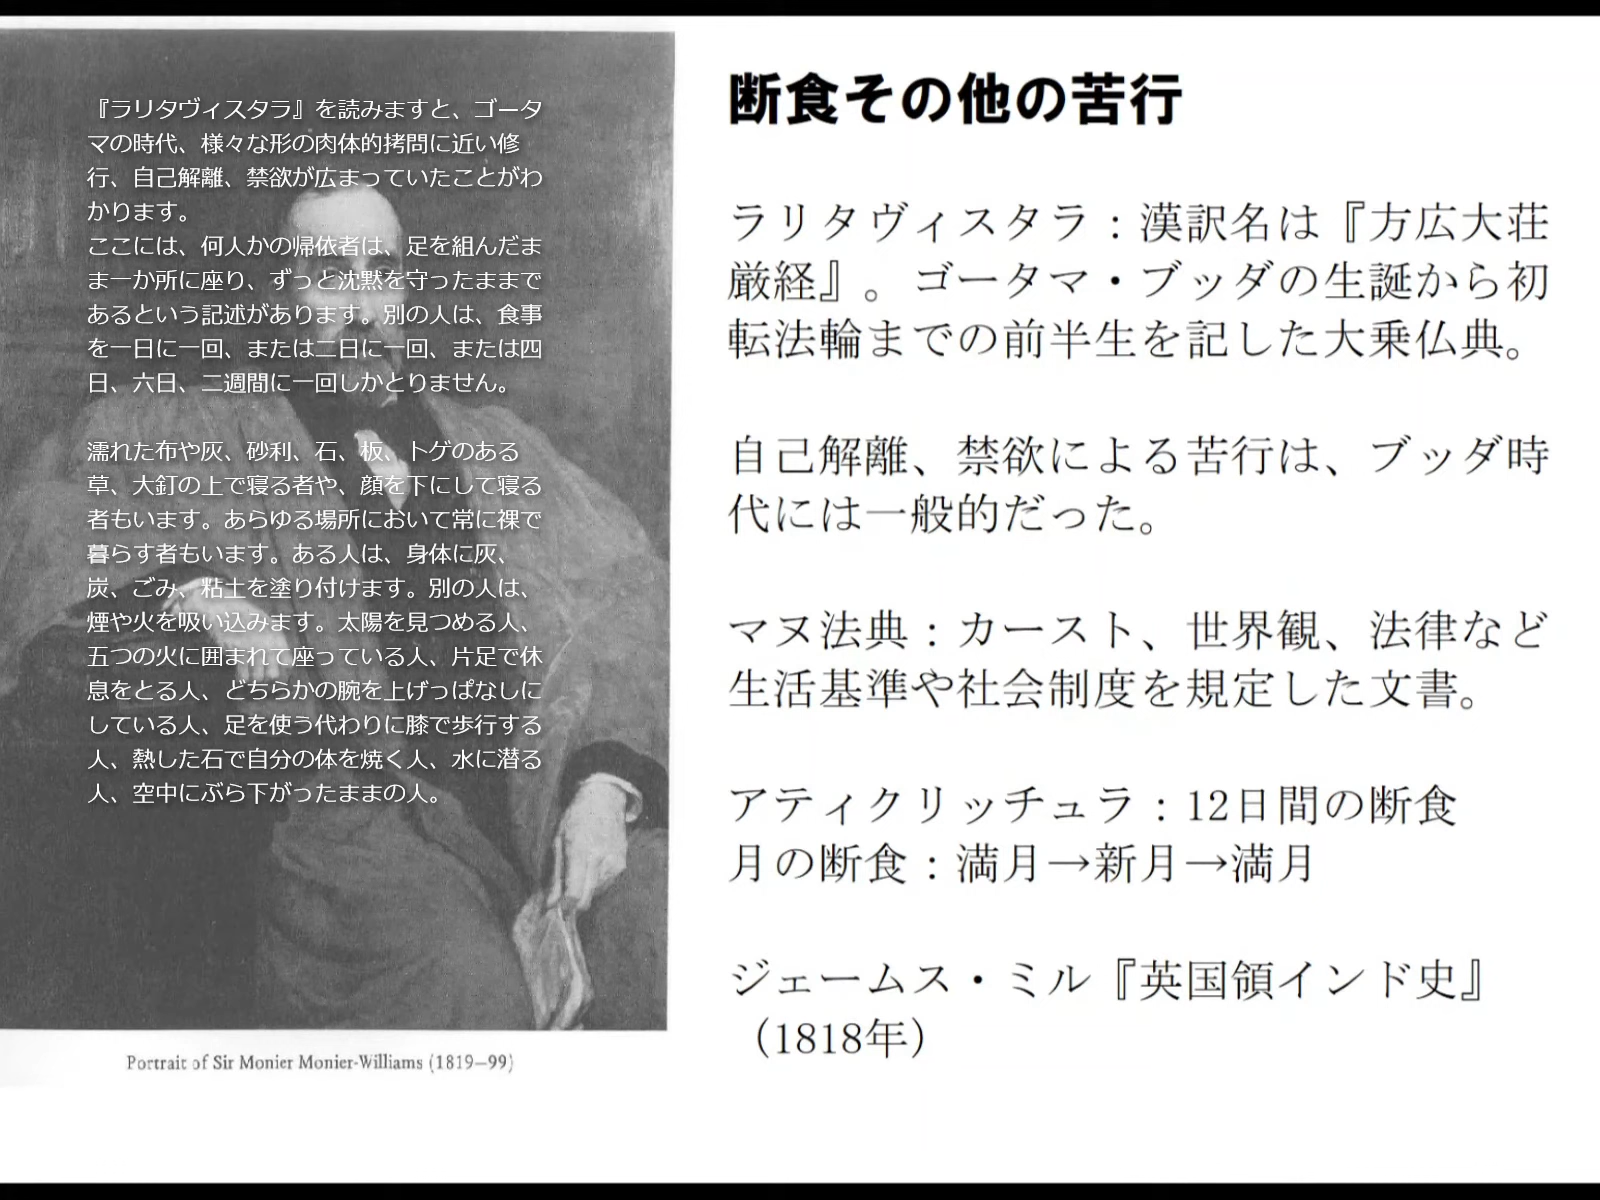 『ラリタヴィスタラ』を読みますと、ゴータ
マの時代、様々な形の肉体的拷問に近い修
行、自己解離、禁欲が広まっていたことがわ
かります。
ここには、何人かの帰依者は、足を組んだま
ま一か所に座り、ずっと沈黙を守ったままで
あるという記述があります。別の人は、食事
を一日に一回、または二日に一回、または四
日、六日、二週間に一回しかとりません。
濡れた布や灰、砂利、石、板、トゲのある
草、大釘の上で寝る者や、顔を下にして寝る
者もいます。あらゆる場所において常に裸で
暮らす者もいます。ある人は、身体に灰、
炭、ごみ、粘土を塗り付けます。別の人は、
煙や火を吸い込みます。太陽を見つめる人、
五つの火に囲まれて座っている人、片足で休
息をとる人、どちらかの腕を上げっぱなしに
している人、足を使う代わりに膝で歩行する
人、熱した石で自分の体を焼く人、水に潜る
人、空中にぶら下がったままの人。
Portrait of Sir Monier Monier-Williams (1819–99)
断食その他の苦行
ラリタヴィスタラ：漢訳名は『方広大荘
厳経』。ゴータマ・ブッダの生誕から初
転法輪までの前半生を記した大乗仏典。
自己解離、禁欲による苦行は、ブッダ時
代には一般的だった。
マヌ法典：カースト、世界観、法律など
生活基準や社会制度を規定した文書。
アティクリッチュラ：12日間の断食
月の断食：満月→新月→満月
ジェームス・ミル『英国領インド史』
（1818年）